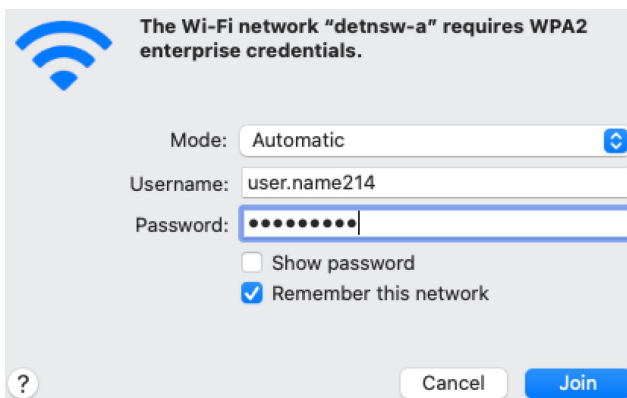 The Wi-Fi network “detnsw-a” requires WPA2
enterprise credentials.
Mode: Automatic
Username: user.name214
Password: •••••••••
Show password
Remember this network
? Cancel Join